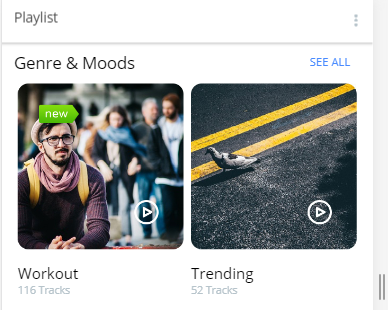 Playlist
Genre & Moods
SEE ALL
new
Workout
116 Tracks
Trending
52 Tracks